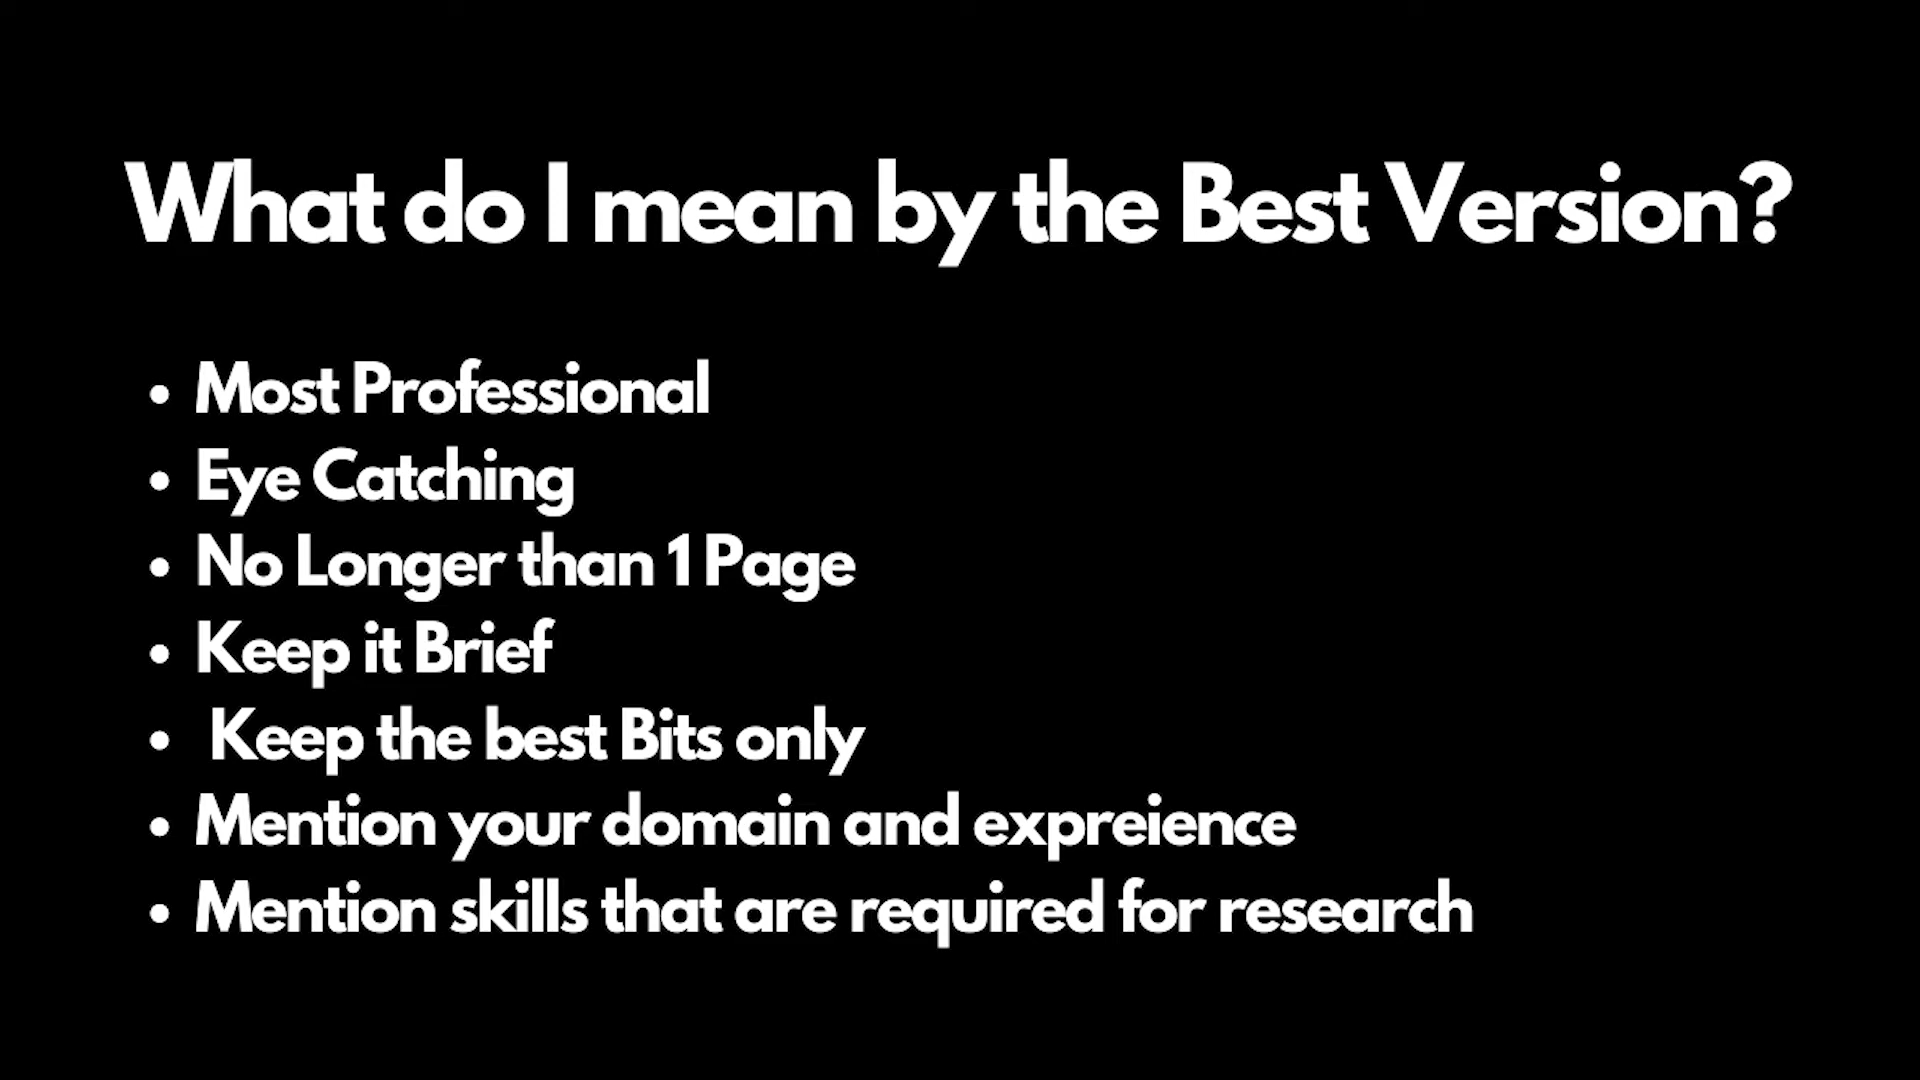 What do I mean by the Best Version?
• Most Professional
• Eye Catching
• No Longer than 1 Page
• Keep it Brief
• Keep the best Bits only
• Mention your domain and expreience
• Mention skills that are required for research